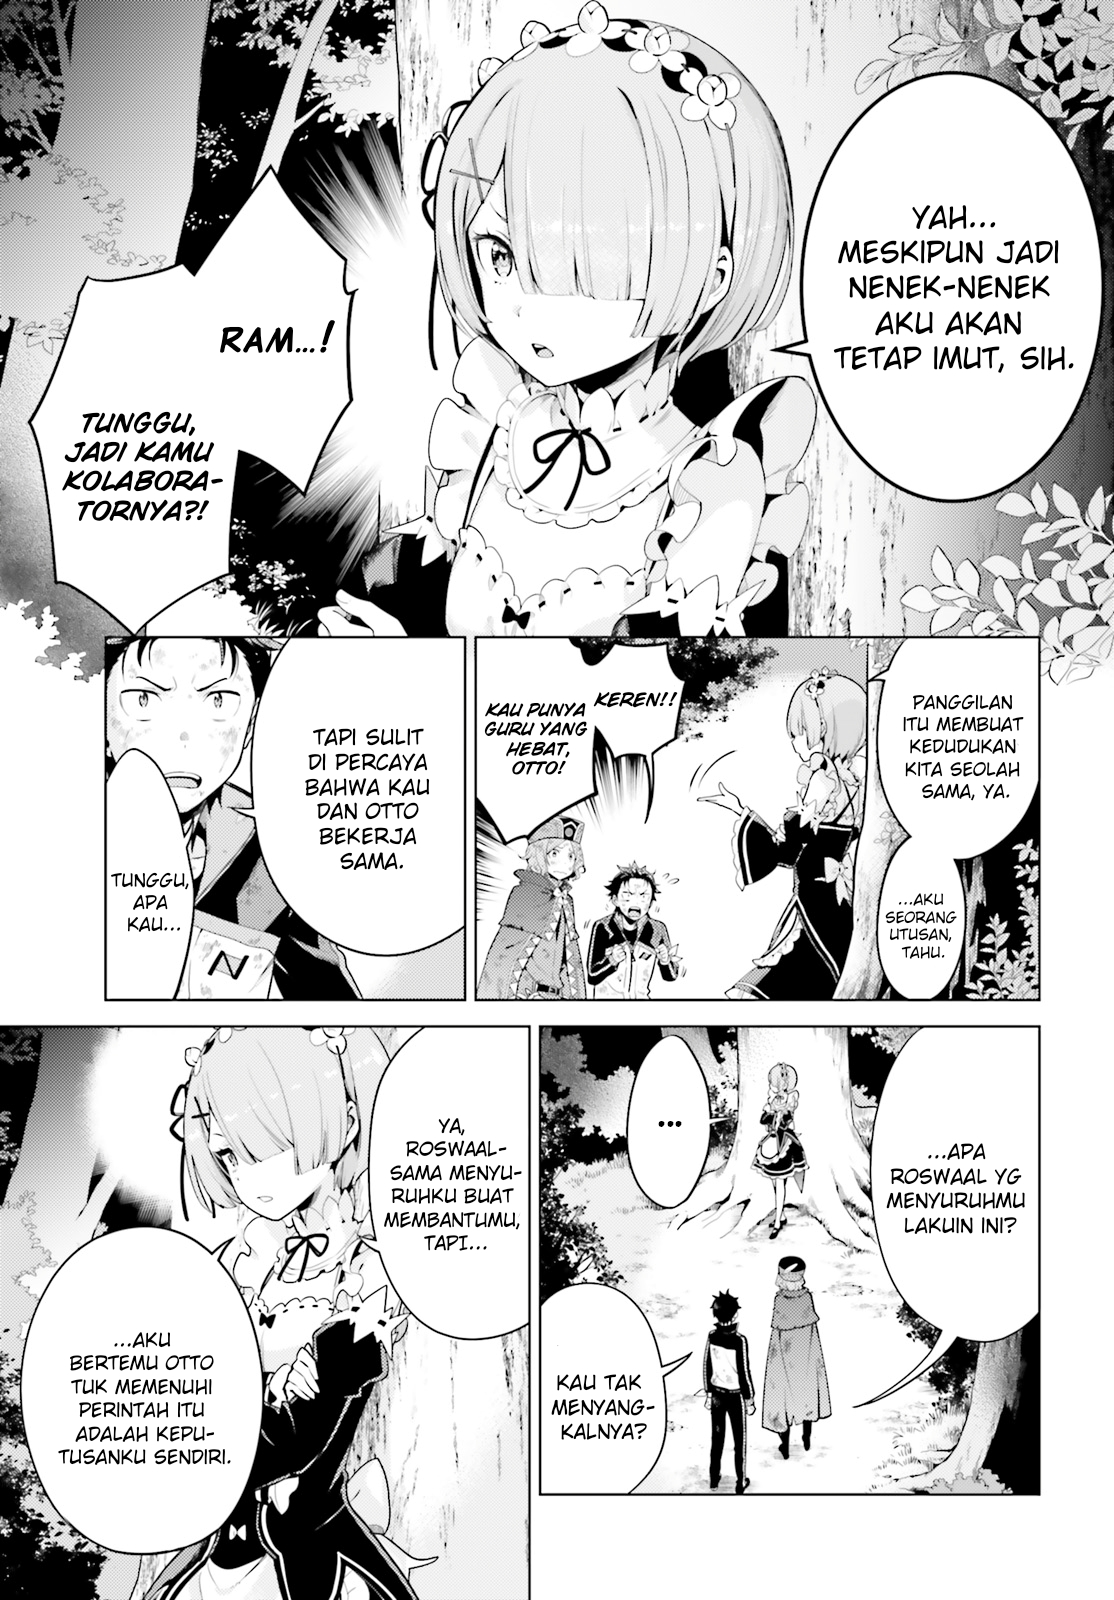 YAH...
MESKIPUN JADI
NENEK-NENEK
AKU AKAN
TETAP IMUT, SIH.
RAM...!
TUNGGU,
JADI KAMU
KOLABORA-
TORNYA?!
PANGGILAN
ITU MEMBUAT
KEDUDUKAN
KITA SEOLAH
SAMA, YA.
...AKU
SEORANG
UTUSAN,
TAHU.
KEREN!!
KAU PUNYA
GURU YANG
HEBAT,
OTTO!
TAPI SULIT
DI PERCAYA
BAHWA KAU
DAN OTTO
BEKERJA
SAMA.
TUNGGU,
APA
KAU...
...APA
ROSWAAL YG
MENYURUHMU
LAKUIN INI?
...
KAU TAK
MENYANG-
KALNYA?
YA,
ROSWAAL-
SAMA MENYU-
RUHKU BUAT
MEMBANTUMU,
TAPI...
...AKU
BERTEMU OTTO
TUK MEMENUHI
PERINTAH ITU
ADALAH KEPU-
TUSANKU SENDIRI.